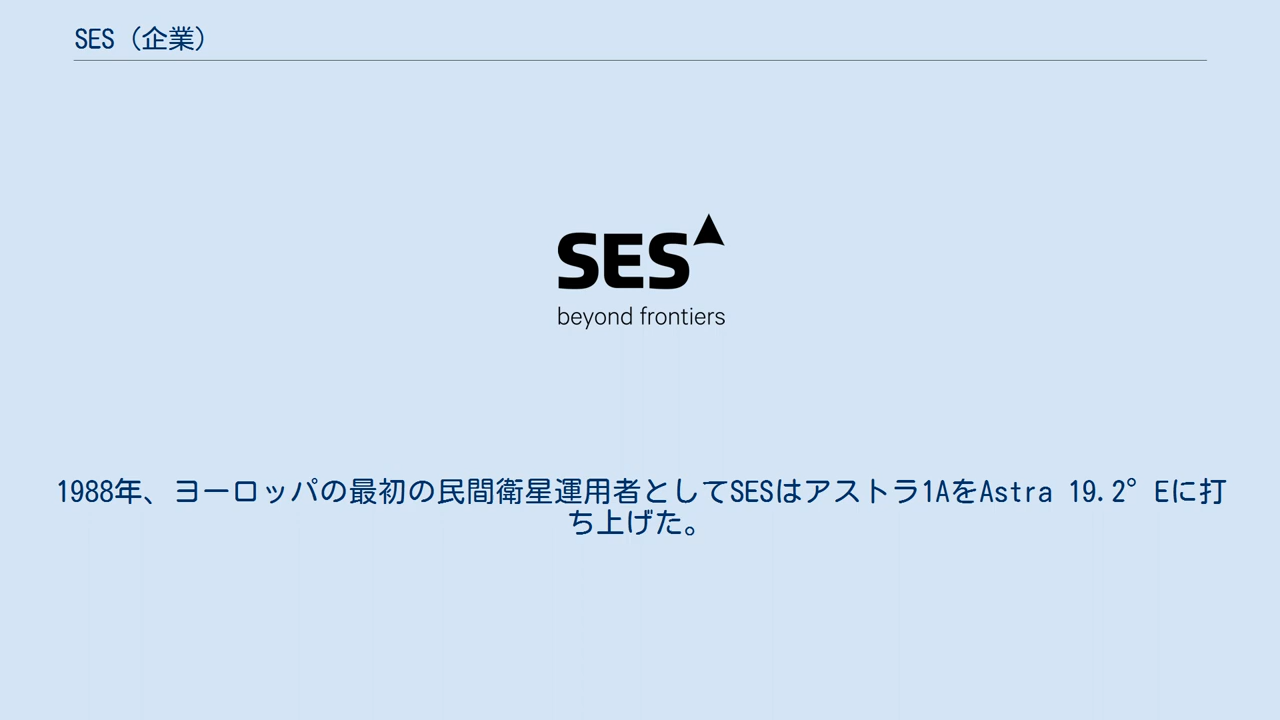 SES（企業）
SES
beyond frontiers
1988年、ヨーロッパの最初の民間衛星運用者としてSESはアストラ1AをAstra 19.2°Eに打
ち上げた。